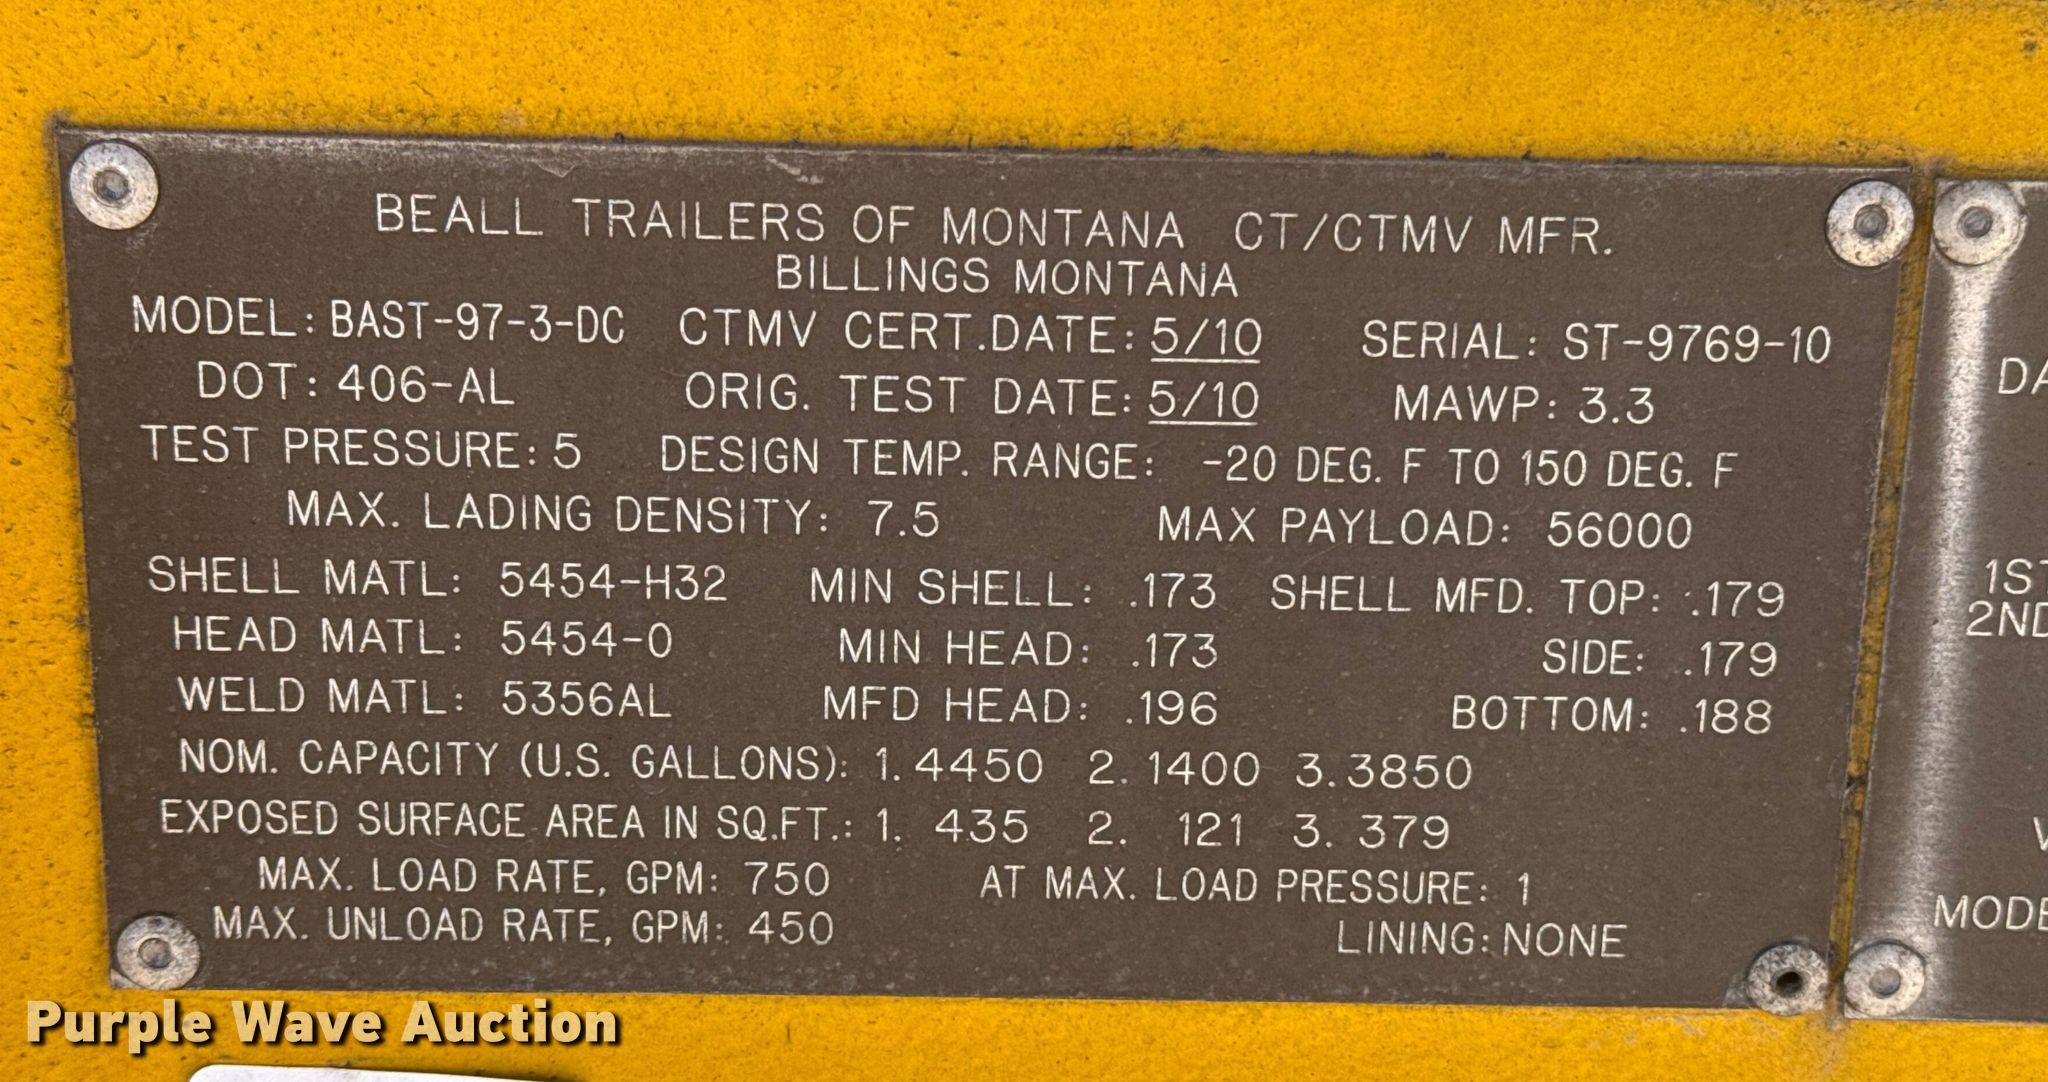 BEALL TRAILERS OF MONTANA CT/CTMV MFR.
BILLINGS MONTANA
MODEL: BAST-97-3-DC CTMV CERT.DATE: 5/10 SERIAL: ST-9769-10
DOT: 406-AL ORIG. TEST DATE: 5/10 MAWP: 3.3
TEST PRESSURE: 5 DESIGN TEMP. RANGE: -20 DEG. F TO 150 DEG. F
MAX. LADING DENSITY: 7.5 MAX PAYLOAD: 56000
SHELL MATL: 5454-H32 MIN SHELL: .173 SHELL MFD. TOP: .179
HEAD MATL: 5454-0 MIN HEAD: .173 SIDE: .179
WELD MATL: 5356AL MFD HEAD: .196 BOTTOM: .188
NOM. CAPACITY (U.S. GALLONS): 1. 4450 2. 1400 3. 3850
EXPOSED SURFACE AREA IN SQ.FT.: 1. 435 2. 121 3. 379
MAX. LOAD RATE, GPM: 750 AT MAX. LOAD PRESSURE: 1
MAX. UNLOAD RATE, GPM: 450 LINING: NONE
DA
1ST
2ND
MODE
Purple Wave Auction